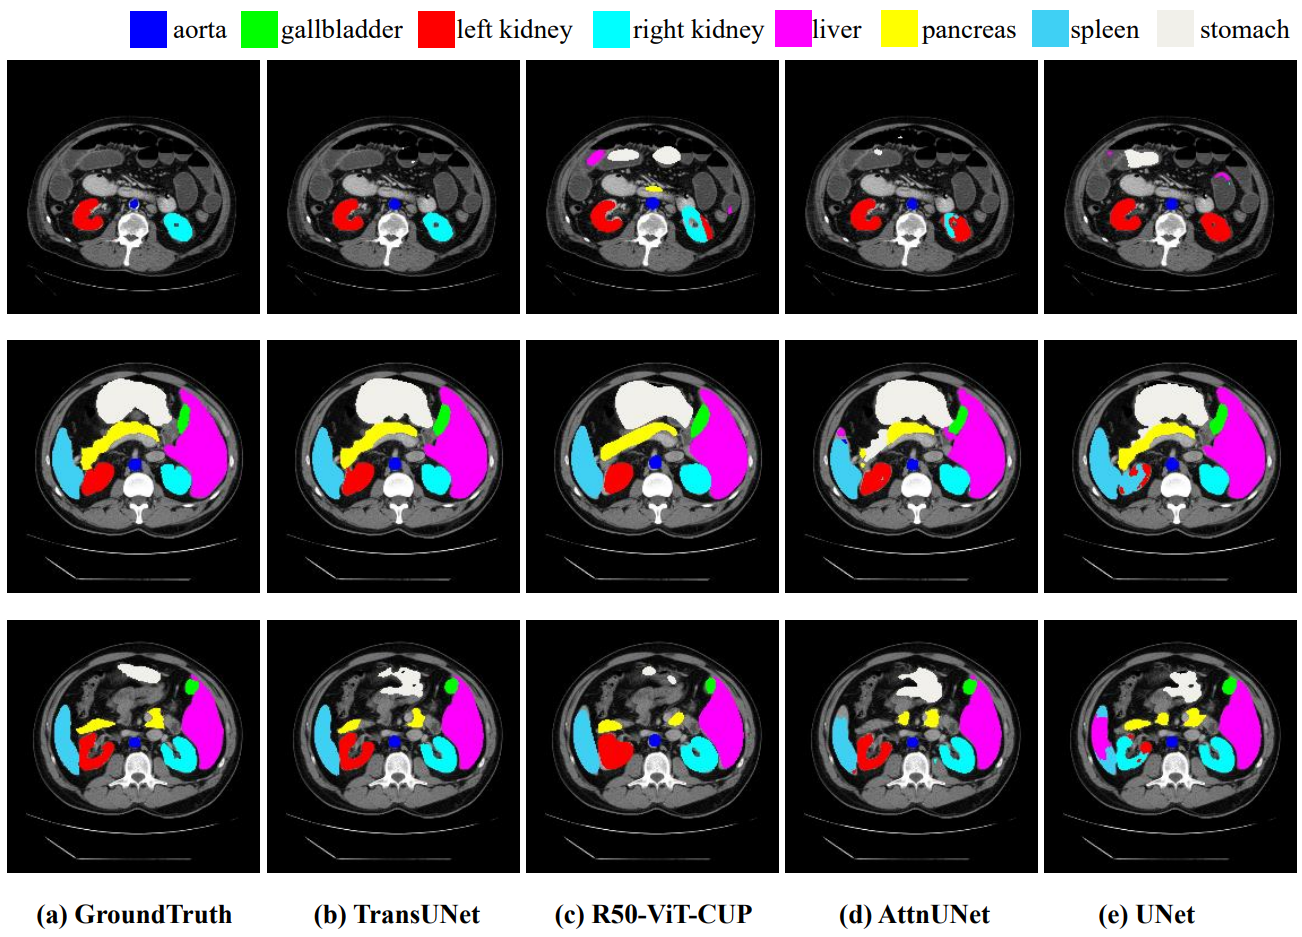 aorta gallbladder left kidney right kidney liver pancreas spleen stomach
(a) GroundTruth (b) TransUNet (c) R50-ViT-CUP (d) AttnUNet (e) UNet